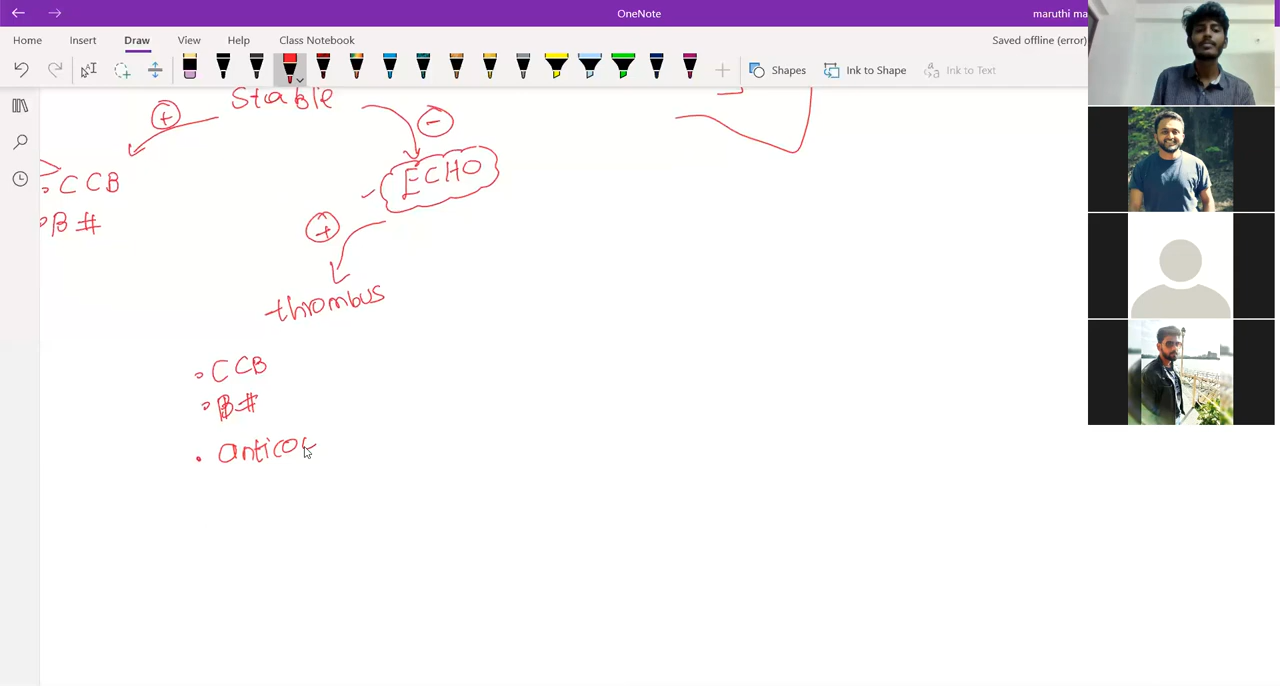 OneNote
maruthi ma
Home Insert Draw View Help Class Notebook Saved offline (error)
Shapes Ink to Shape Ink to Text
Stable
+
-
• CCB
• B #
ECHO
+
thrombus
• CCB
• B #
• antico